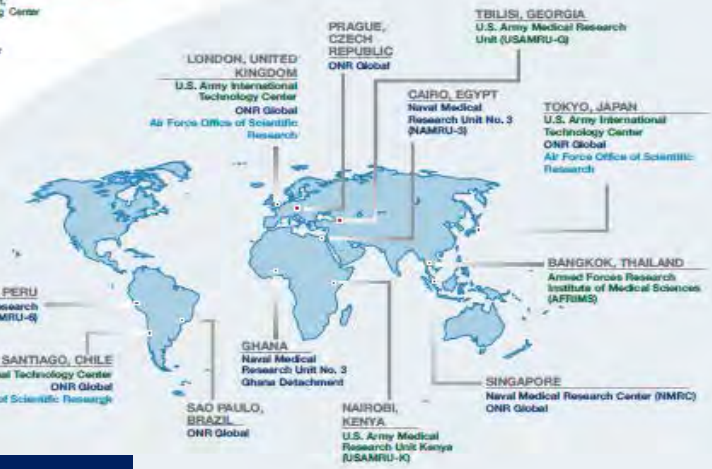 g Center
TBILISI, GEORGIA
U.S. Army Medical Research
Unit (USAMRU-G)
PRAGUE,
CZECH
REPUBLIC
ONR Global
LONDON, UNITED
KINGDOM
U.S. Army International
Technology Center
ONR Global
Air Force Office of Scientific
Research
CAIRO, EGYPT
Naval Medical
Research Unit No. 3
(NAMRU-3)
TOKYO, JAPAN
U.S. Army International
Technology Center
ONR Global
Air Force Office of Scientific
Research
BANGKOK, THAILAND
Armed Forces Research
Institute of Medical Sciences
(AFRIMS)
PERU
esearch
MRU-6)
SANTIAGO, CHILE
al Technology Center
ONR Global
of Scientific Research
GHANA
Naval Medical
Research Unit No. 3
Ghana Detachment
SAO PAULO,
BRAZIL
ONR Global
NAIROBI,
KENYA
U.S. Army Medical
Research Unit Kenya
(USAMRU-K)
SINGAPORE
Naval Medical Research Center (NMRC)
ONR Global